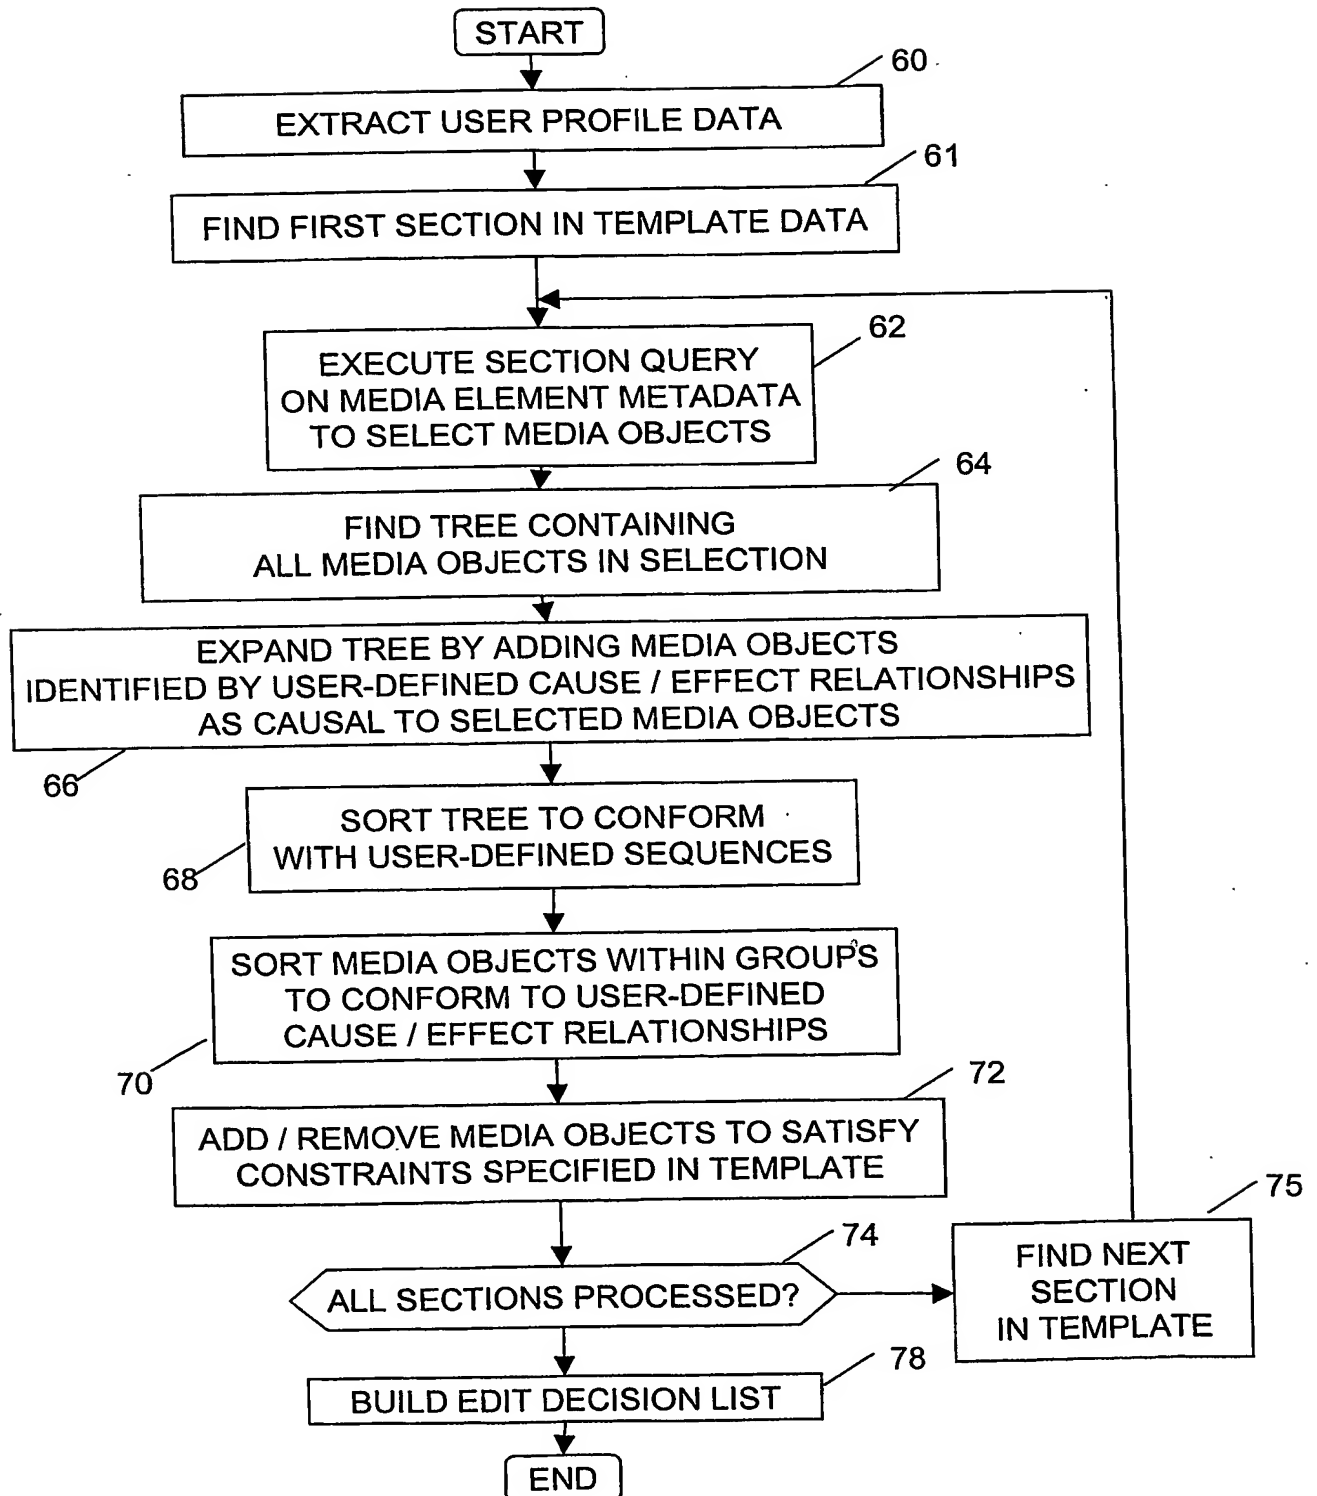 START
60
EXTRACT USER PROFILE DATA
61
FIND FIRST SECTION IN TEMPLATE DATA
62
EXECUTE SECTION QUERY
ON MEDIA ELEMENT METADATA
TO SELECT MEDIA OBJECTS
64
FIND TREE CONTAINING
ALL MEDIA OBJECTS IN SELECTION
EXPAND TREE BY ADDING MEDIA OBJECTS
IDENTIFIED BY USER-DEFINED CAUSE / EFFECT RELATIONSHIPS
AS CAUSAL TO SELECTED MEDIA OBJECTS
66
SORT TREE TO CONFORM
WITH USER-DEFINED SEQUENCES
68
SORT MEDIA OBJECTS WITHIN GROUPS
TO CONFORM TO USER-DEFINED
CAUSE / EFFECT RELATIONSHIPS
70
72
ADD / REMOVE MEDIA OBJECTS TO SATISFY
CONSTRAINTS SPECIFIED IN TEMPLATE
74
ALL SECTIONS PROCESSED?
75
FIND NEXT
SECTION
IN TEMPLATE
78
BUILD EDIT DECISION LIST
END